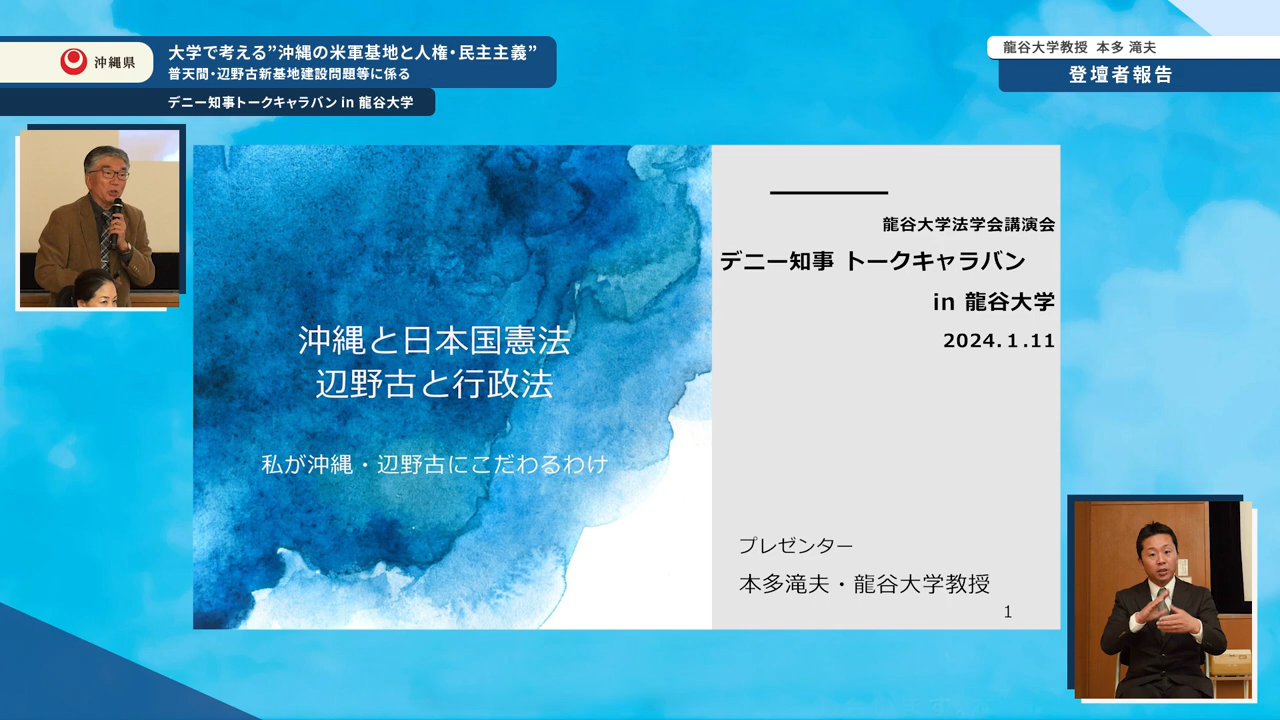 沖縄県
大学で考える”沖縄の米軍基地と人権・民主主義”
普天間・辺野古新基地建設問題等に係る
デニー知事トークキャラバン in 龍谷大学
龍谷大学教授 本多 滝夫
登壇者報告
沖縄と日本国憲法
辺野古と行政法
私が沖縄・辺野古にこだわるわけ
龍谷大学法学会講演会
デニー知事 トークキャラバン
in 龍谷大学
2024.1.11
プレゼンター
本多滝夫・龍谷大学教授
1